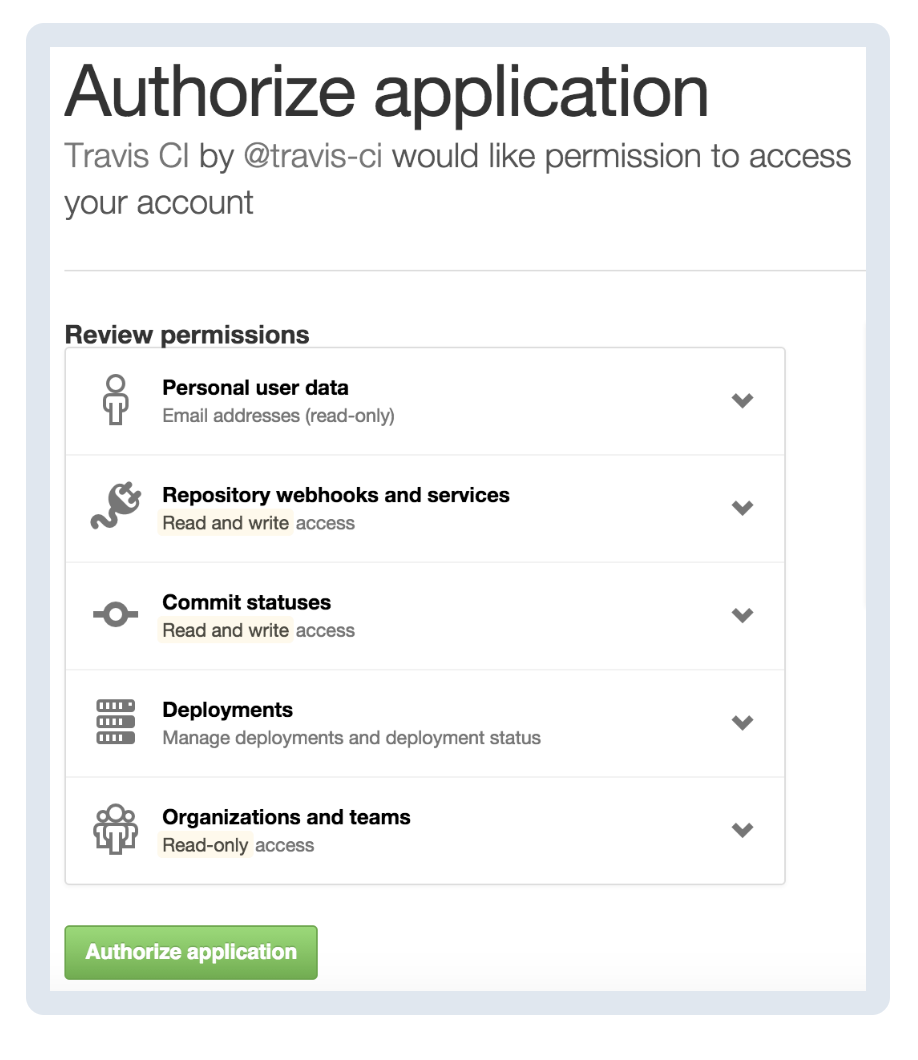 Authorize application
Travis CI by @travis-ci would like permission to access
your account
Review permissions
Personal user data
Email addresses (read-only)
Repository webhooks and services
Read and write access
Commit statuses
Read and write access
Deployments
Manage deployments and deployment status
Organizations and teams
Read-only access
Authorize application